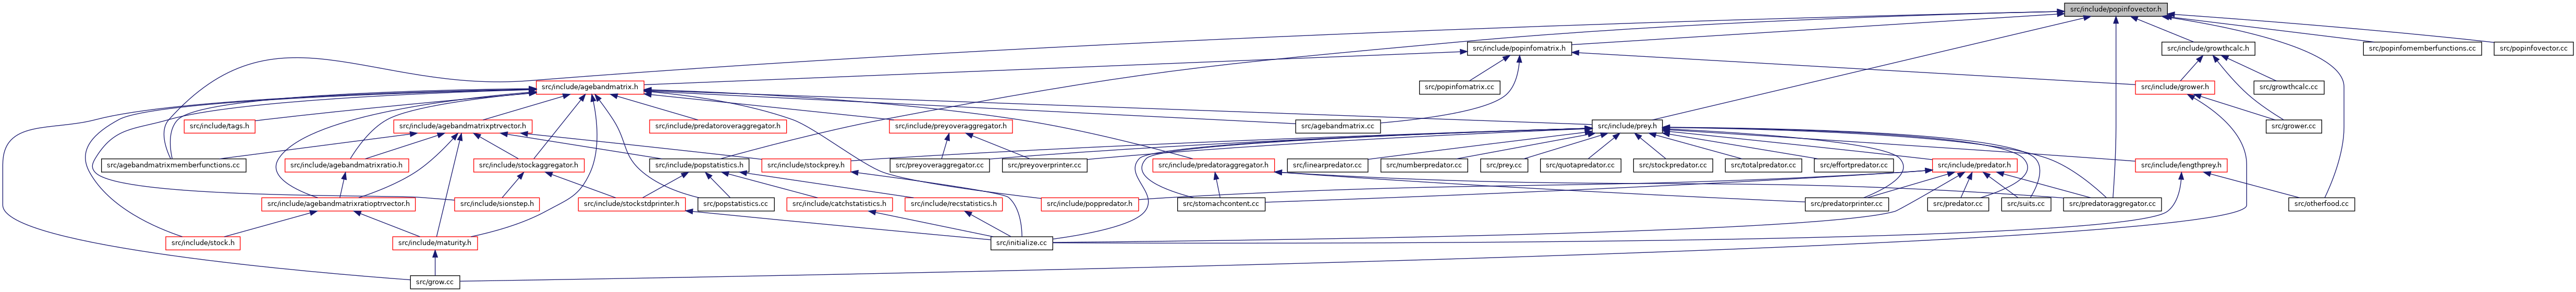 src/include/popinfovector.h
src/include/popinfomatrix.h
src/include/growthcalc.h
src/popinfomemberfunctions.cc
src/popinfovector.cc
src/include/agebandmatrix.h
src/popinfomatrix.cc
src/include/grower.h
src/growthcalc.cc
src/include/tags.h
src/include/agebandmatrixptrvector.h
src/include/predatoroveraggregator.h
src/include/preyoveraggregator.h
src/agebandmatrix.cc
src/include/prey.h
src/grower.cc
src/agebandmatrixmemberfunctions.cc
src/include/agebandmatrixratio.h
src/include/stockaggregator.h
src/include/popstatistics.h
src/include/stockprey.h
src/preyoveraggregator.cc
src/preyoverprinter.cc
src/include/predatoraggregator.h
src/linearpredator.cc
src/numberpredator.cc
src/prey.cc
src/quotapredator.cc
src/stockpredator.cc
src/totalpredator.cc
src/effortpredator.cc
src/include/predator.h
src/include/lengthprey.h
src/include/agebandmatrixratioptrvector.h
src/include/sionstep.h
src/include/stockstdprinter.h
src/popstatistics.cc
src/include/catchstatistics.h
src/include/recstatistics.h
src/include/poppredator.h
src/stomachcontent.cc
src/predatorprinter.cc
src/predator.cc
src/suits.cc
src/predatoraggregator.cc
src/otherfood.cc
src/include/stock.h
src/include/maturity.h
src/initialize.cc
src/grow.cc